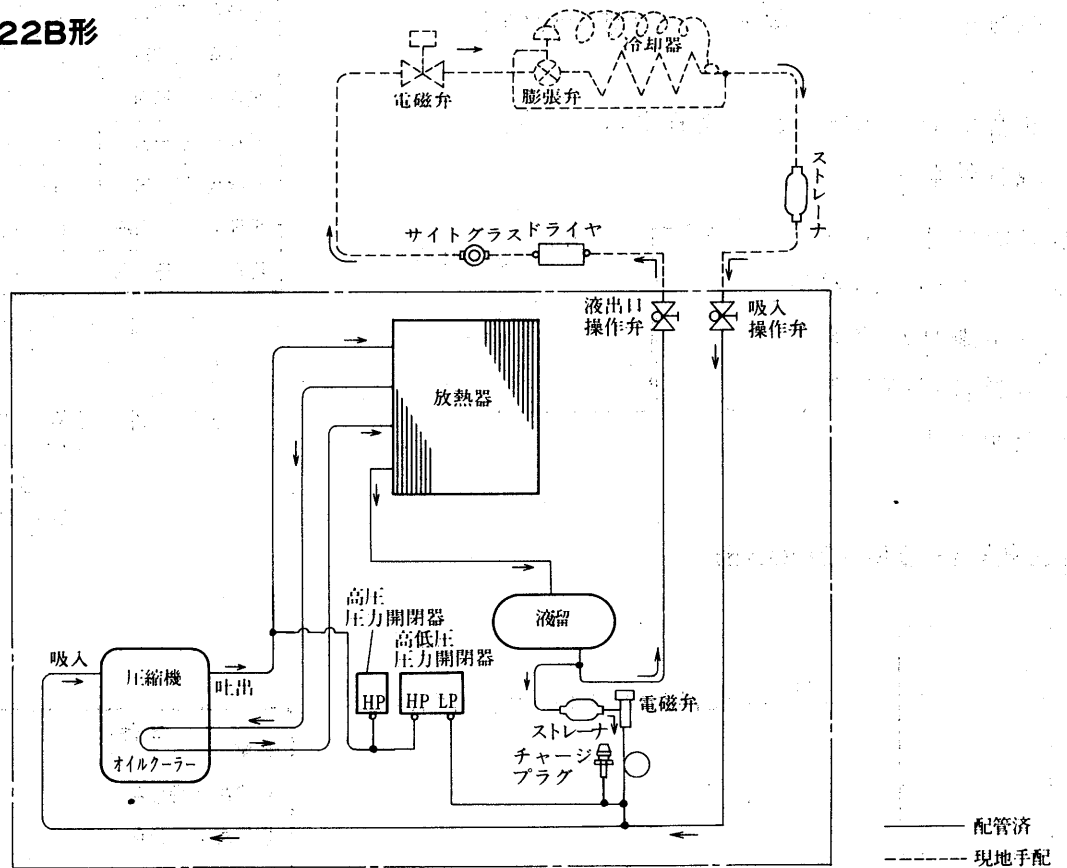 22B形
冷却器
電磁弁
膨張弁
ストレーナ
サイトグラス
ドライヤ
液出口
操作弁
吸入
操作弁
放熱器
高圧
圧力開閉器
高低圧
圧力開閉器
液留
吸入
圧縮機
吐出
HP
HP LP
電磁弁
ストレーナ
チャージ
プラグ
オイルクーラー
配管済
現地手配